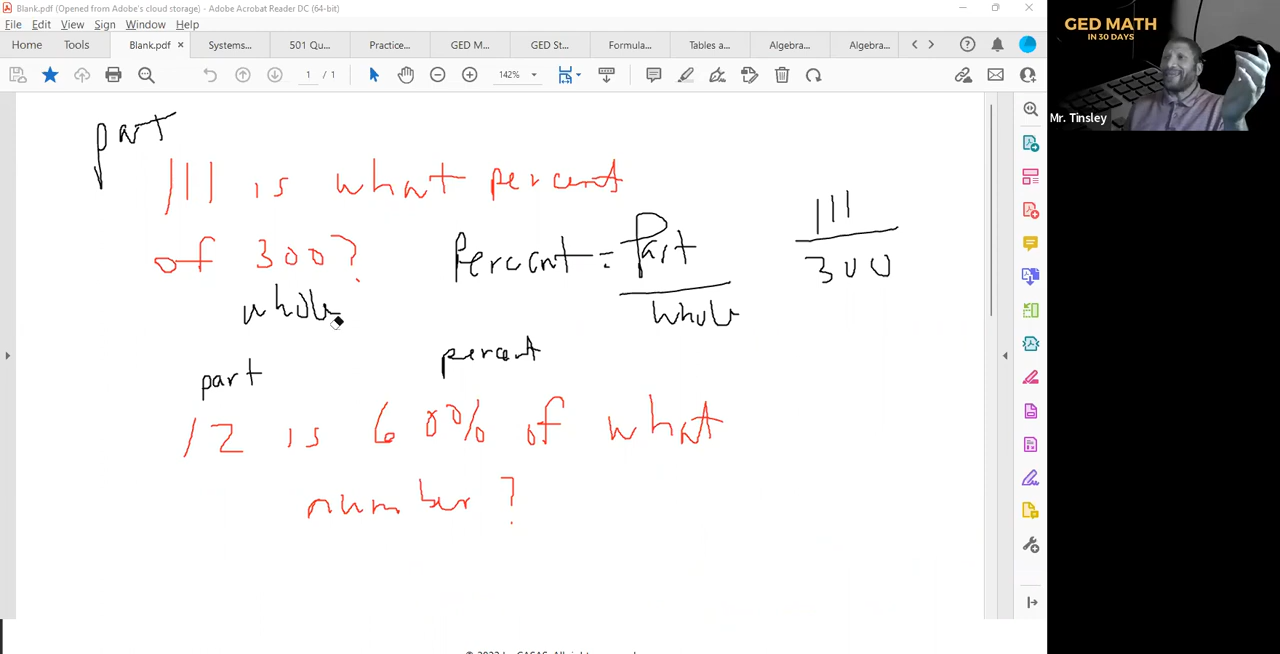 Blank.pdf (Opened from Adobe's cloud storage) - Adobe Acrobat Reader DC (64-bit)
File Edit View Sign Window Help
Home Tools Blank.pdf × Systems... 501 Qu... Practice... GED M... GED St... Formula... Tables a... Algebra... Algebra...
1 / 1 142%
GED MATH
IN 30 DAYS
Mr. Tinsley
part
111 is what percent
of 300?
whole
Percent = Part
Whole
111
300
part
percent
12 is 60% of what
number?